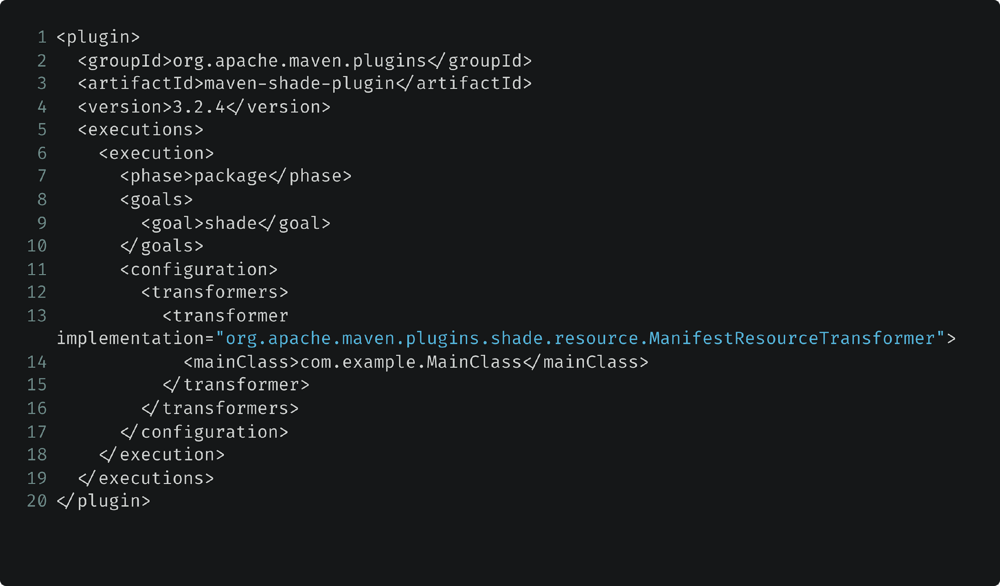 1 <plugin>
2   <groupId>org.apache.maven.plugins</groupId>
3   <artifactId>maven-shade-plugin</artifactId>
4   <version>3.2.4</version>
5   <executions>
6     <execution>
7       <phase>package</phase>
8       <goals>
9         <goal>shade</goal>
10       </goals>
11       <configuration>
12         <transformers>
13           <transformer
implementation="org.apache.maven.plugins.shade.resource.ManifestResourceTransformer">
14             <mainClass>com.example.MainClass</mainClass>
15           </transformer>
16         </transformers>
17       </configuration>
18     </execution>
19   </executions>
20 </plugin>